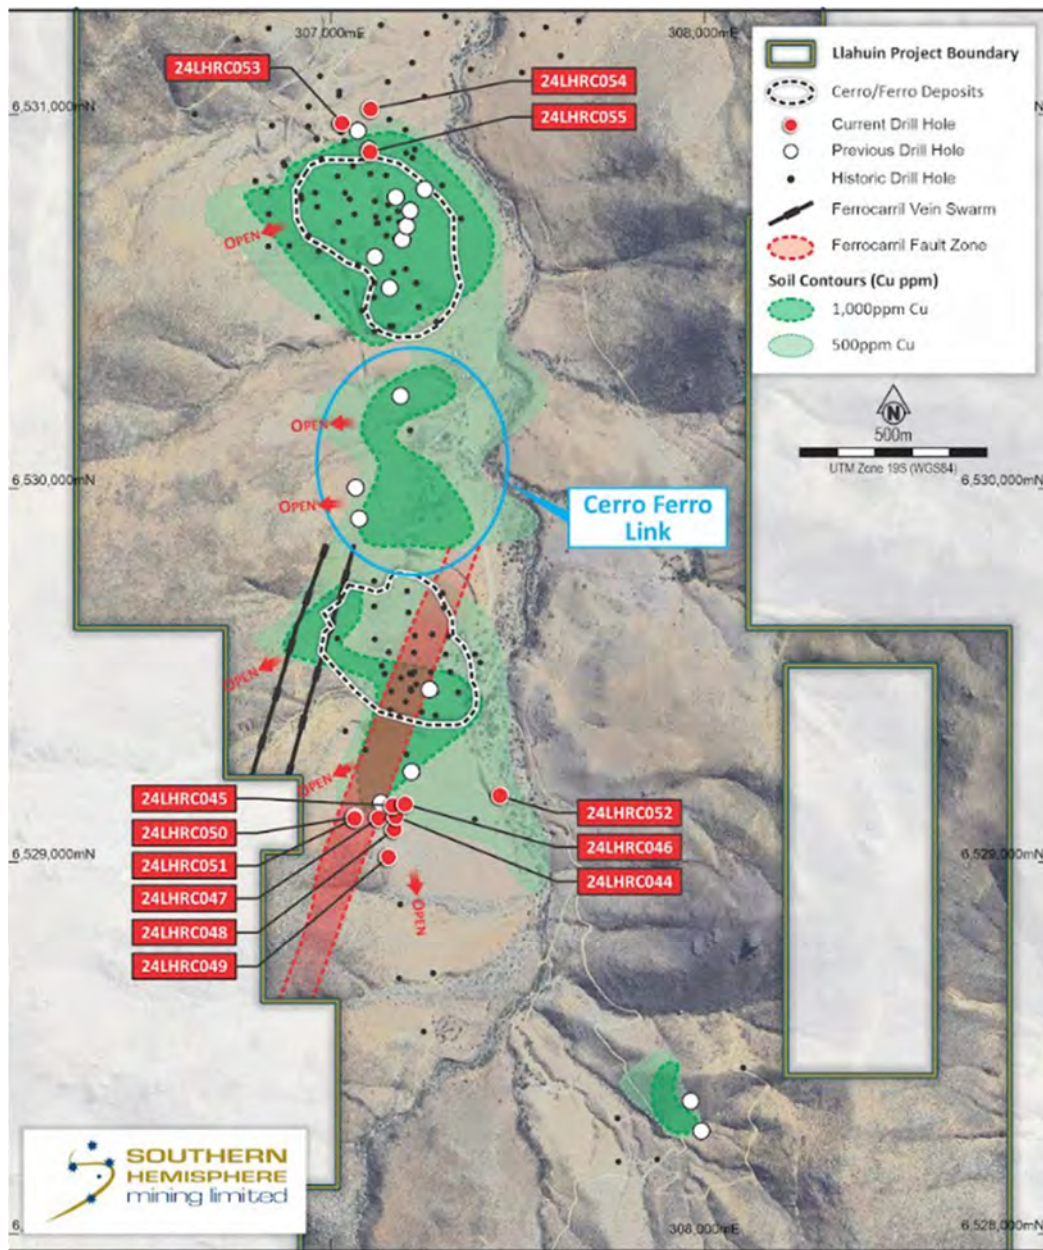 307,000mE
308,000mE
24LHRC053
24LHRC054
24LHRC055
6,531,000mN
Llahuin Project Boundary
Cerro/Ferro Deposits
Current Drill Hole
Previous Drill Hole
Historic Drill Hole
Ferrocarril Vein Swarm
Ferrocarril Fault Zone
Soil Contours (Cu ppm)
1,000ppm Cu
500ppm Cu
OPEN
N
500m
UTM Zone 19S (WGS84)
OPEN
OPEN
6,530,000mN
6,530,000mN
Cerro Ferro
Link
OPEN
OPEN
24LHRC045
24LHRC050
24LHRC051
24LHRC047
24LHRC048
24LHRC049
24LHRC052
24LHRC046
24LHRC044
6,529,000mN
6,529,000mN
OPEN
SOUTHERN
HEMISPHERE
mining limited
308,000mE
6,528,000mN